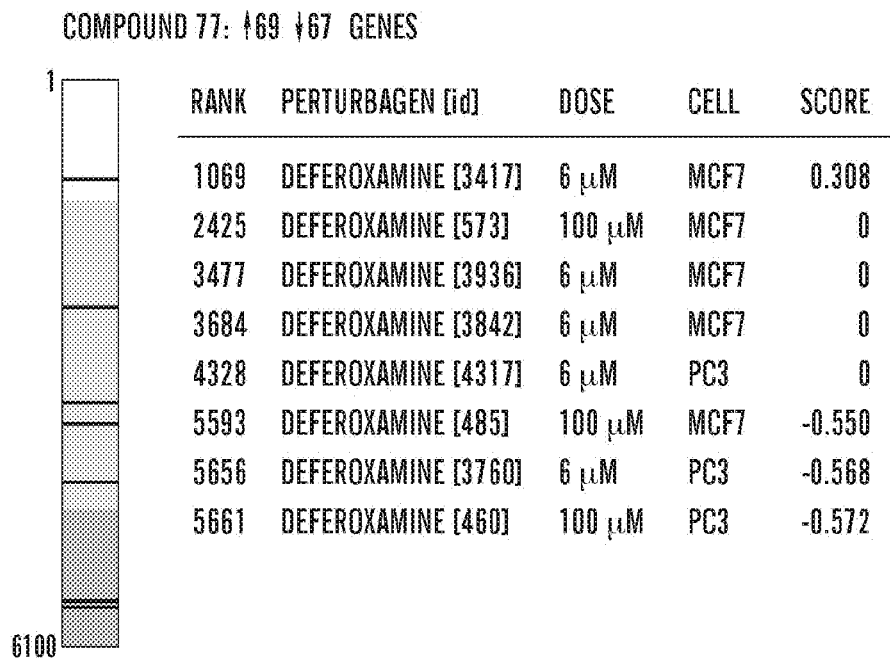 COMPOUND 77: ↑69 ↓67 GENES
1
RANK PERTURBAGEN [id] DOSE CELL SCORE
1069 DEFEROXAMINE [3417] 6 μM MCF7 0.308
2425 DEFEROXAMINE [573] 100 μM MCF7 0
3477 DEFEROXAMINE [3936] 6 μM MCF7 0
3684 DEFEROXAMINE [3842] 6 μM MCF7 0
4328 DEFEROXAMINE [4317] 6 μM PC3 0
5593 DEFEROXAMINE [485] 100 μM MCF7 -0.550
5656 DEFEROXAMINE [3760] 6 μM PC3 -0.568
5661 DEFEROXAMINE [460] 100 μM PC3 -0.572
6100